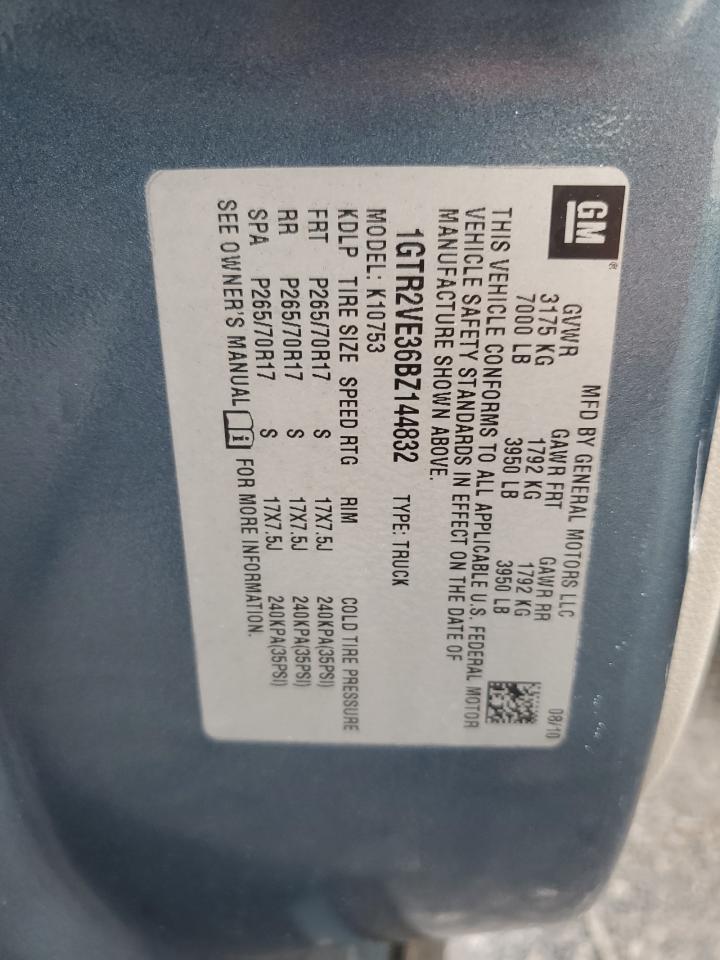 GM
MFD BY GENERAL MOTORS LLC 08/10
GVWR GAWR FRT GAWR RR
3175 KG 1792 KG 1792 KG
7000 LB 3950 LB 3950 LB
THIS VEHICLE CONFORMS TO ALL APPLICABLE U.S. FEDERAL MOTOR
VEHICLE SAFETY STANDARDS IN EFFECT ON THE DATE OF
MANUFACTURE SHOWN ABOVE.
1GTR2VE36BZ144832 TYPE: TRUCK
MODEL: K10753
KDLP TIRE SIZE SPEED RTG RIM COLD TIRE PRESSURE
FRT P265/70R17 S 17X7.5J 240KPA(35PSI)
RR P265/70R17 S 17X7.5J 240KPA(35PSI)
SPA P265/70R17 S 17X7.5J 240KPA(35PSI)
SEE OWNER'S MANUAL i FOR MORE INFORMATION.